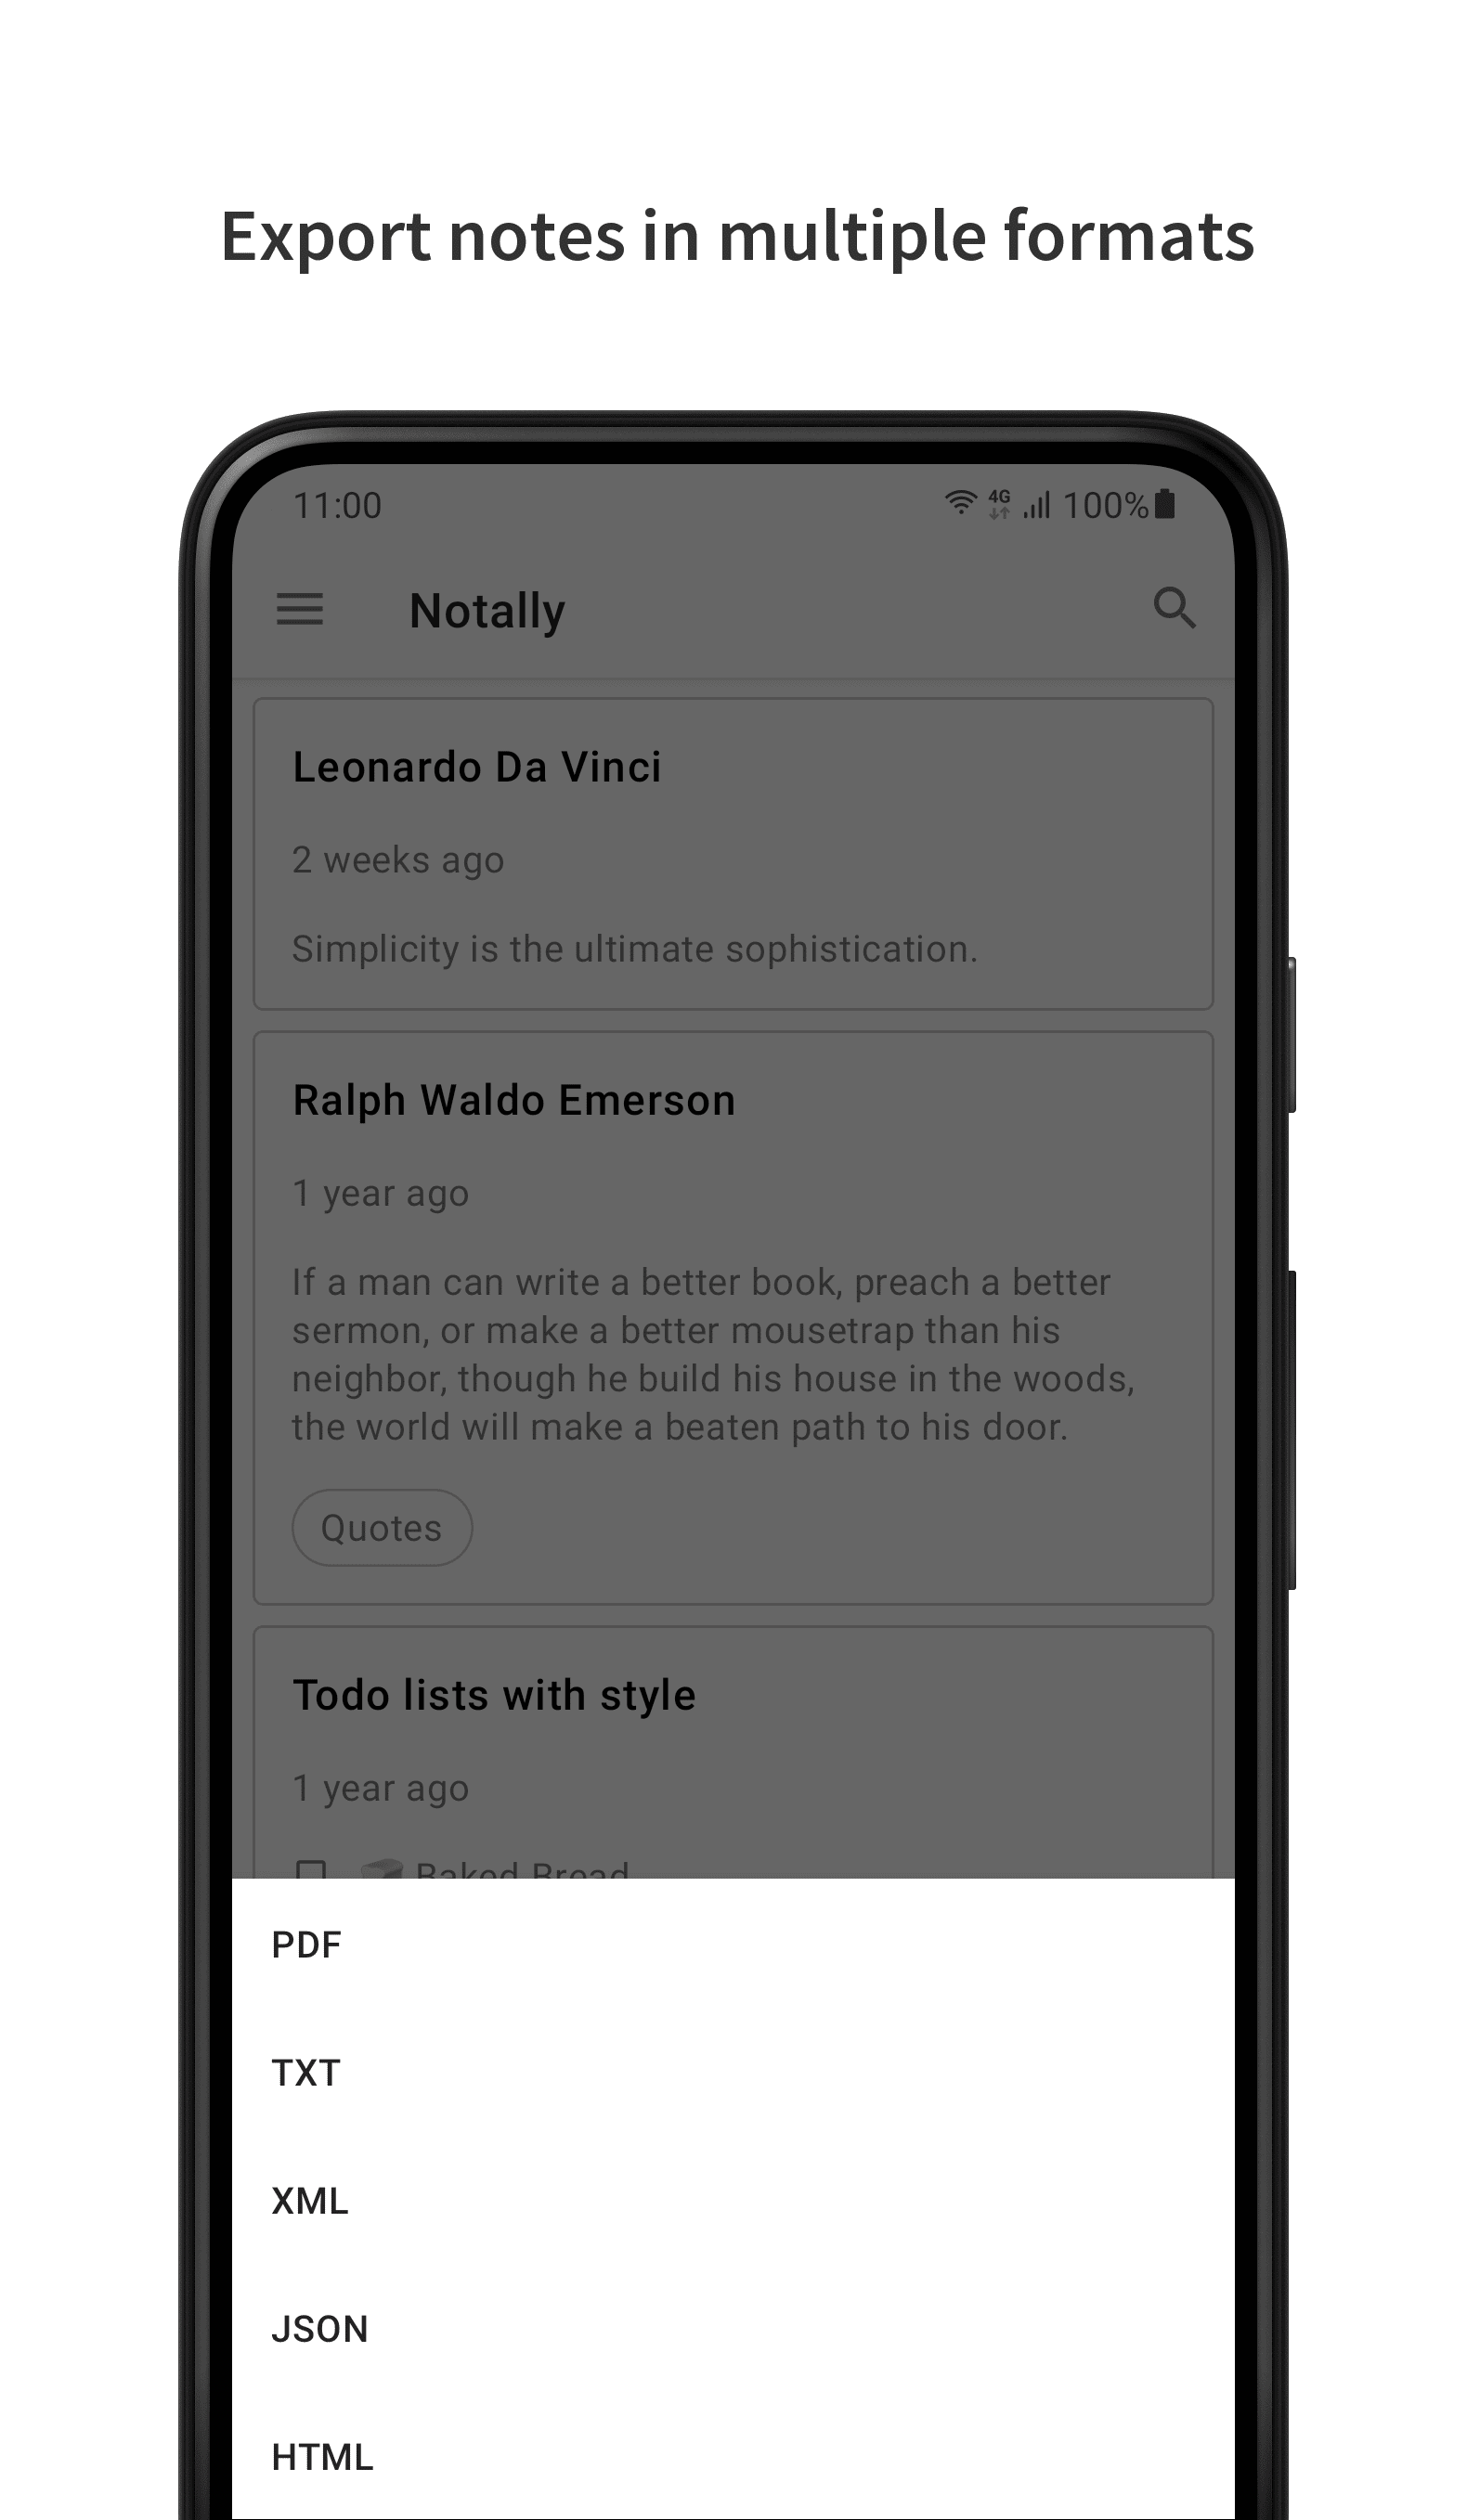 Export notes in multiple formats
11:00
4G
100%
Notally
Leonardo Da Vinci
2 weeks ago
Simplicity is the ultimate sophistication.
Ralph Waldo Emerson
1 year ago
If a man can write a better book, preach a better
sermon, or make a better mousetrap than his
neighbor, though he build his house in the woods,
the world will make a beaten path to his door.
Quotes
Todo lists with style
1 year ago
Baked Bread
PDF
TXT
XML
JSON
HTML